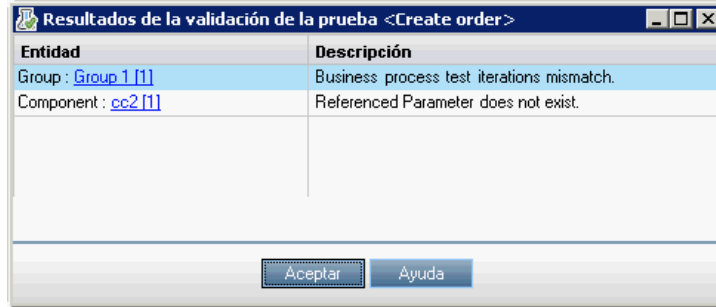 Resultados de la validación de la prueba <Create order>
Entidad Descripción
Group : Group 1 [1] Business process test iterations mismatch.
Component : cc2 [1] Referenced Parameter does not exist.
Aceptar Ayuda